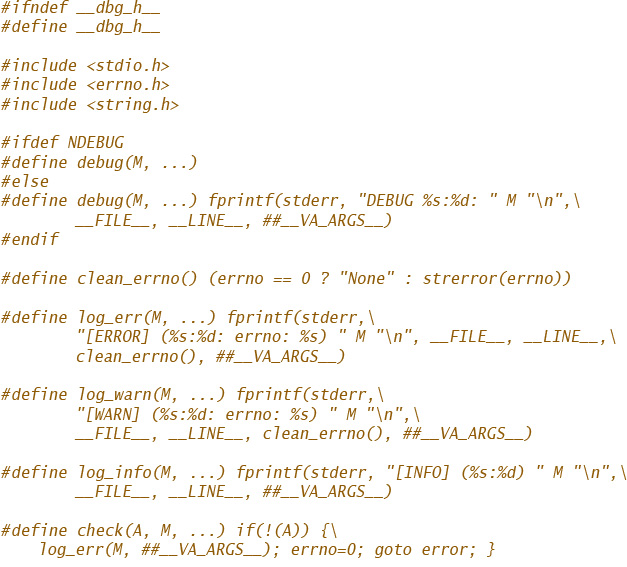 #ifndef __dbg_h__
#define __dbg_h__

#include <stdio.h>
#include <errno.h>
#include <string.h>

#ifdef NDEBUG
#define debug(M, ...)
#else
#define debug(M, ...) fprintf(stderr, "DEBUG %s:%d: " M "\n",\
        __FILE__, __LINE__, ##__VA_ARGS__)
#endif

#define clean_errno() (errno == 0 ? "None" : strerror(errno))

#define log_err(M, ...) fprintf(stderr,\
        "[ERROR] (%s:%d: errno: %s) " M "\n", __FILE__, __LINE__,\
        clean_errno(), ##__VA_ARGS__)

#define log_warn(M, ...) fprintf(stderr,\
        "[WARN] (%s:%d: errno: %s) " M "\n",\
        __FILE__, __LINE__, clean_errno(), ##__VA_ARGS__)

#define log_info(M, ...) fprintf(stderr, "[INFO] (%s:%d) " M "\n",\
        __FILE__, __LINE__, ##__VA_ARGS__)

#define check(A, M, ...) if(!(A)) {\
    log_err(M, ##__VA_ARGS__); errno=0; goto error; }